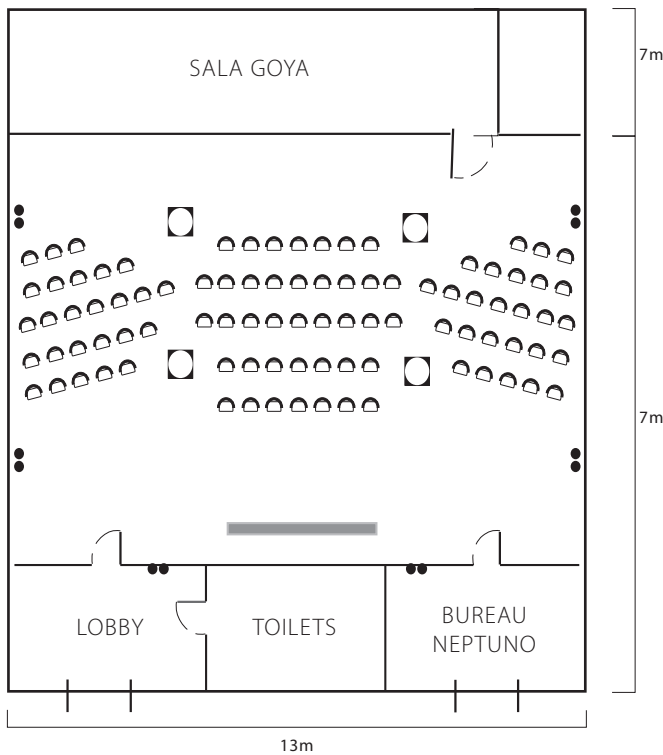 SALA GOYA
7m
7m
LOBBY
TOILETS
BUREAU
NEPTUNO
13m